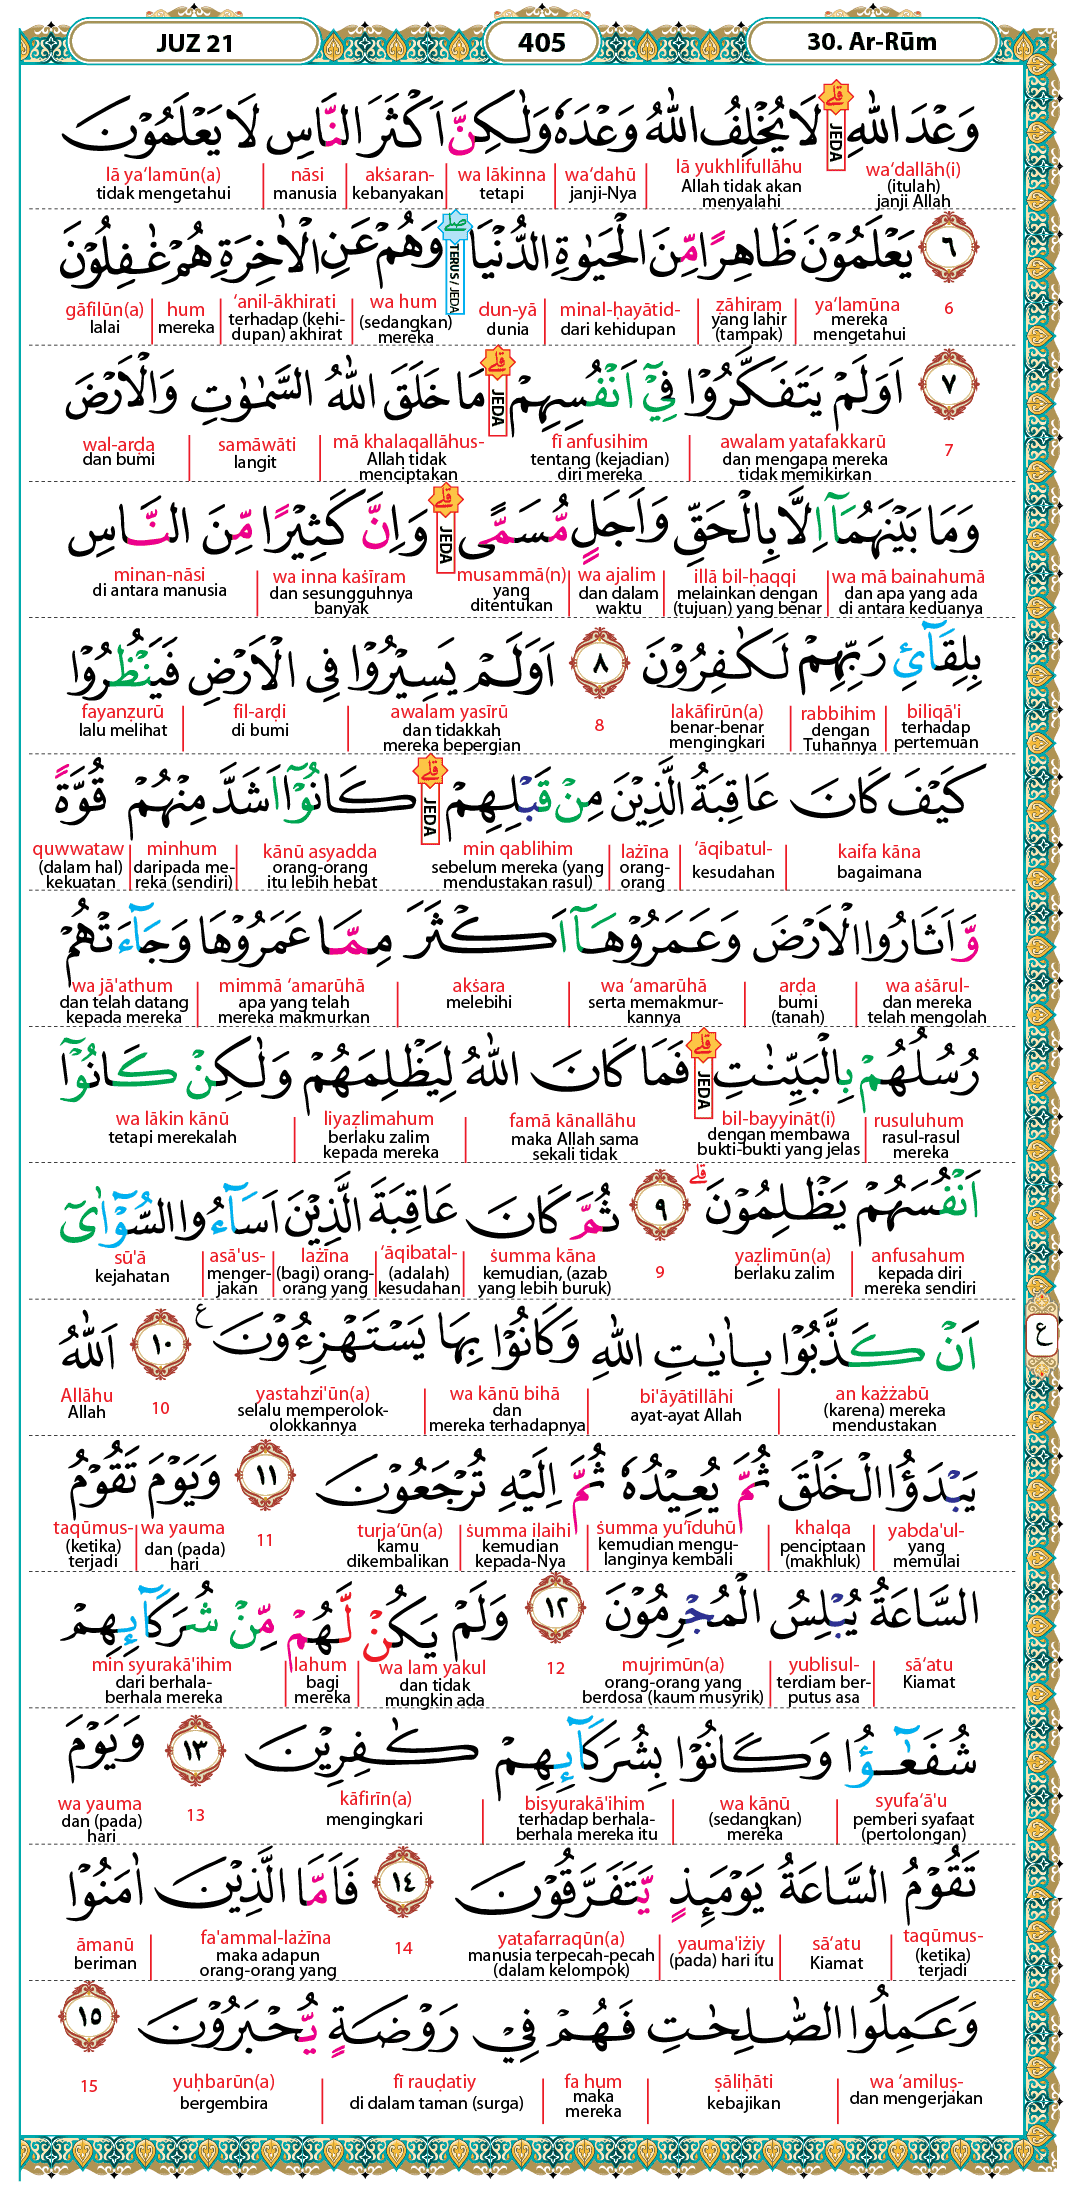 JUZ 21
405
30. Ar-Rūm
وَعْدَ اللّٰهِ ۗ لَا يُخْلِفُ اللّٰهُ وَعْدَهٗ وَلٰكِنَّ اَكْثَرَ النَّاسِ لَا يَعْلَمُوْنَ
JEDA
wa‘dallāh(i) lā yukhlifullāhu wa‘dahū wa lākinna akṡaran- nāsi lā ya‘lamūn(a)
(itulah) janji Allah Allah tidak akan menyalahi janji-Nya tetapi kebanyakan manusia tidak mengetahui
٦ يَعْلَمُوْنَ ظَاهِرًا مِّنَ الْحَيٰوةِ الدُّنْيَا ۖ وَهُمْ عَنِ الْاٰخِرَةِ هُمْ غٰفِلُوْنَ
TERUS / JEDA
6 ya‘lamūna ẓāhiram minal-ḥayātid- dun-yā wa hum ‘anil-ākhirati hum gāfilūn(a)
mereka mengetahui yang lahir (tampak) dari kehidupan dunia (sedangkan) mereka terhadap (kehi-dupan) akhirat mereka lalai
٧ اَوَلَمْ يَتَفَكَّرُوْا فِيْٓ اَنْفُسِهِمْ ۗ مَا خَلَقَ اللّٰهُ السَّمٰوٰتِ وَالْاَرْضَ
JEDA
7 awalam yatafakkarū fī anfusihim mā khalaqallāhus- samāwāti wal-arḍa
dan mengapa mereka tidak memikirkan tentang (kejadian) diri mereka Allah tidak menciptakan langit dan bumi
وَمَا بَيْنَهُمَآ اِلَّا بِالْحَقِّ وَاَجَلٍ مُّسَمًّى ۗ وَاِنَّ كَثِيْرًا مِّنَ النَّاسِ
JEDA
wa mā bainahumā illā bil-ḥaqqi wa ajalim musammā(n) wa inna kaṡīram minan-nāsi
dan apa yang ada di antara keduanya melainkan dengan (tujuan) yang benar dan dalam waktu yang ditentukan dan sesungguhnya banyak di antara manusia
بِلِقَاۤئِ رَبِّهِمْ لَكٰفِرُوْنَ ٨ اَوَلَمْ يَسِيْرُوْا فِى الْاَرْضِ فَيَنْظُرُوْا
biliqā'i rabbihim lakāfirūn(a) 8 awalam yasīrū fil-arḍi fayanẓurū
terhadap pertemuan dengan Tuhannya benar-benar mengingkari dan tidakkah mereka bepergian di bumi lalu melihat
كَيْفَ كَانَ عَاقِبَةُ الَّذِيْنَ مِنْ قَبْلِهِمْ ۗ كَانُوْٓا اَشَدَّ مِنْهُمْ قُوَّةً
JEDA
kaifa kāna ‘āqibatul- lażīna min qablihim kānū asyadda minhum quwwataw
bagaimana kesudahan orang-orang sebelum mereka (yang mendustakan rasul) orang-orang itu lebih hebat daripada me-reka (sendiri) (dalam hal) kekuatan
وَّاَثَارُوا الْاَرْضَ وَعَمَرُوْهَآ اَكْثَرَ مِمَّا عَمَرُوْهَا وَجَاۤءَتْهُمْ
wa aṡārul- arḍa wa ‘amarūhā akṡara mimmā ‘amarūhā wa jā'athum
dan mereka telah mengolah bumi (tanah) serta memakmur-kannya melebihi apa yang telah mereka makmurkan dan telah datang kepada mereka
رُسُلُهُمْ بِالْبَيِّنٰتِ ۗ فَمَا كَانَ اللّٰهُ لِيَظْلِمَهُمْ وَلٰكِنْ كَانُوْٓا
JEDA
rusuluhum bil-bayyināt(i) famā kānallāhu liyaẓlimahum wa lākin kānū
rasul-rasul mereka dengan membawa bukti-bukti yang jelas maka Allah sama sekali tidak berlaku zalim kepada mereka tetapi merekalah
اَنْفُسَهُمْ يَظْلِمُوْنَ ۗ ٩ ثُمَّ كَانَ عَاقِبَةَ الَّذِيْنَ اَسَاۤءُوا السُّوْۤاٰىٓ
anfusahum yaẓlimūn(a) 9 ṡumma kāna ‘āqibatal- lażīna asā'us- sū'ā
kepada diri mereka sendiri berlaku zalim kemudian, (azab yang lebih buruk) (adalah) kesudahan (bagi) orang-orang yang menger-jakan kejahatan
اَنْ كَذَّبُوْا بِاٰيٰتِ اللّٰهِ وَكَانُوْا بِهَا يَسْتَهْزِءُوْنَ ع ١٠ اَللّٰهُ
ع
an każżabū bi'āyātillāhi wa kānū bihā yastahzi'ūn(a) 10 Allāhu
(karena) mereka mendustakan ayat-ayat Allah dan mereka terhadapnya selalu memperolok-olokkannya Allah
يَبْدَؤُا الْخَلْقَ ثُمَّ يُعِيْدُهٗ ثُمَّ اِلَيْهِ تُرْجَعُوْنَ ١١ وَيَوْمَ تَقُوْمُ
yabda'ul- khalqa ṡumma yu‘īduhū ṡumma ilaihi turja‘ūn(a) 11 wa yauma taqūmus-
yang memulai penciptaan (makhluk) kemudian mengu-langinya kembali kemudian kepada-Nya kamu dikembalikan dan (pada) hari (ketika) terjadi
السَّاعَةُ يُبْلِسُ الْمُجْرِمُوْنَ ١٢ وَلَمْ يَكُنْ لَّهُمْ مِّنْ شُرَكَاۤىِٕهِمْ
sā‘atu yublisul- mujrimūn(a) 12 wa lam yakul lahum min syurakā'ihim
Kiamat terdiam ber-putus asa orang-orang yang berdosa (kaum musyrik) dan tidak mungkin ada bagi mereka dari berhala-berhala mereka
شُفَعٰۤؤُا وَكَانُوْا بِشُرَكَاۤىِٕهِمْ كٰفِرِيْنَ ١٣ وَيَوْمَ
syufa‘ā'u wa kānū bisyurakā'ihim kāfirīn(a) 13 wa yauma
pemberi syafaat (pertolongan) (sedangkan) mereka terhadap berhala-berhala mereka itu mengingkari dan (pada) hari
تَقُوْمُ السَّاعَةُ يَوْمَىِٕذٍ يَّتَفَرَّقُوْنَ ١٤ فَاَمَّا الَّذِيْنَ اٰمَنُوْا
taqūmus- sā‘atu yauma'iżiy yatafarraqūn(a) 14 fa'ammal-lażīna āmanū
(ketika) terjadi Kiamat (pada) hari itu manusia terpecah-pecah (dalam kelompok) maka adapun orang-orang yang beriman
وَعَمِلُوا الصّٰلِحٰتِ فَهُمْ فِيْ رَوْضَةٍ يُّحْبَرُوْنَ ١٥
wa ‘amiluṣ- ṣāliḥāti fa hum fī rauḍatiy yuḥbarūn(a) 15
dan mengerjakan kebajikan maka mereka di dalam taman (surga) bergembira